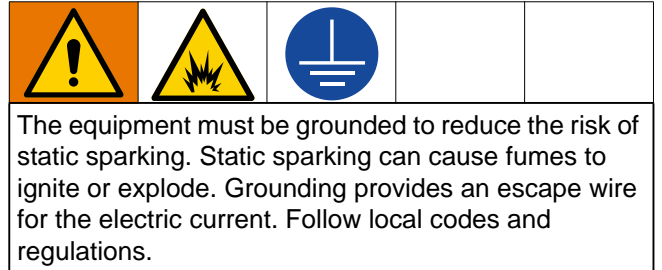 The equipment must be grounded to reduce the risk of
static sparking. Static sparking can cause fumes to
ignite or explode. Grounding provides an escape wire
for the electric current. Follow local codes and
regulations.